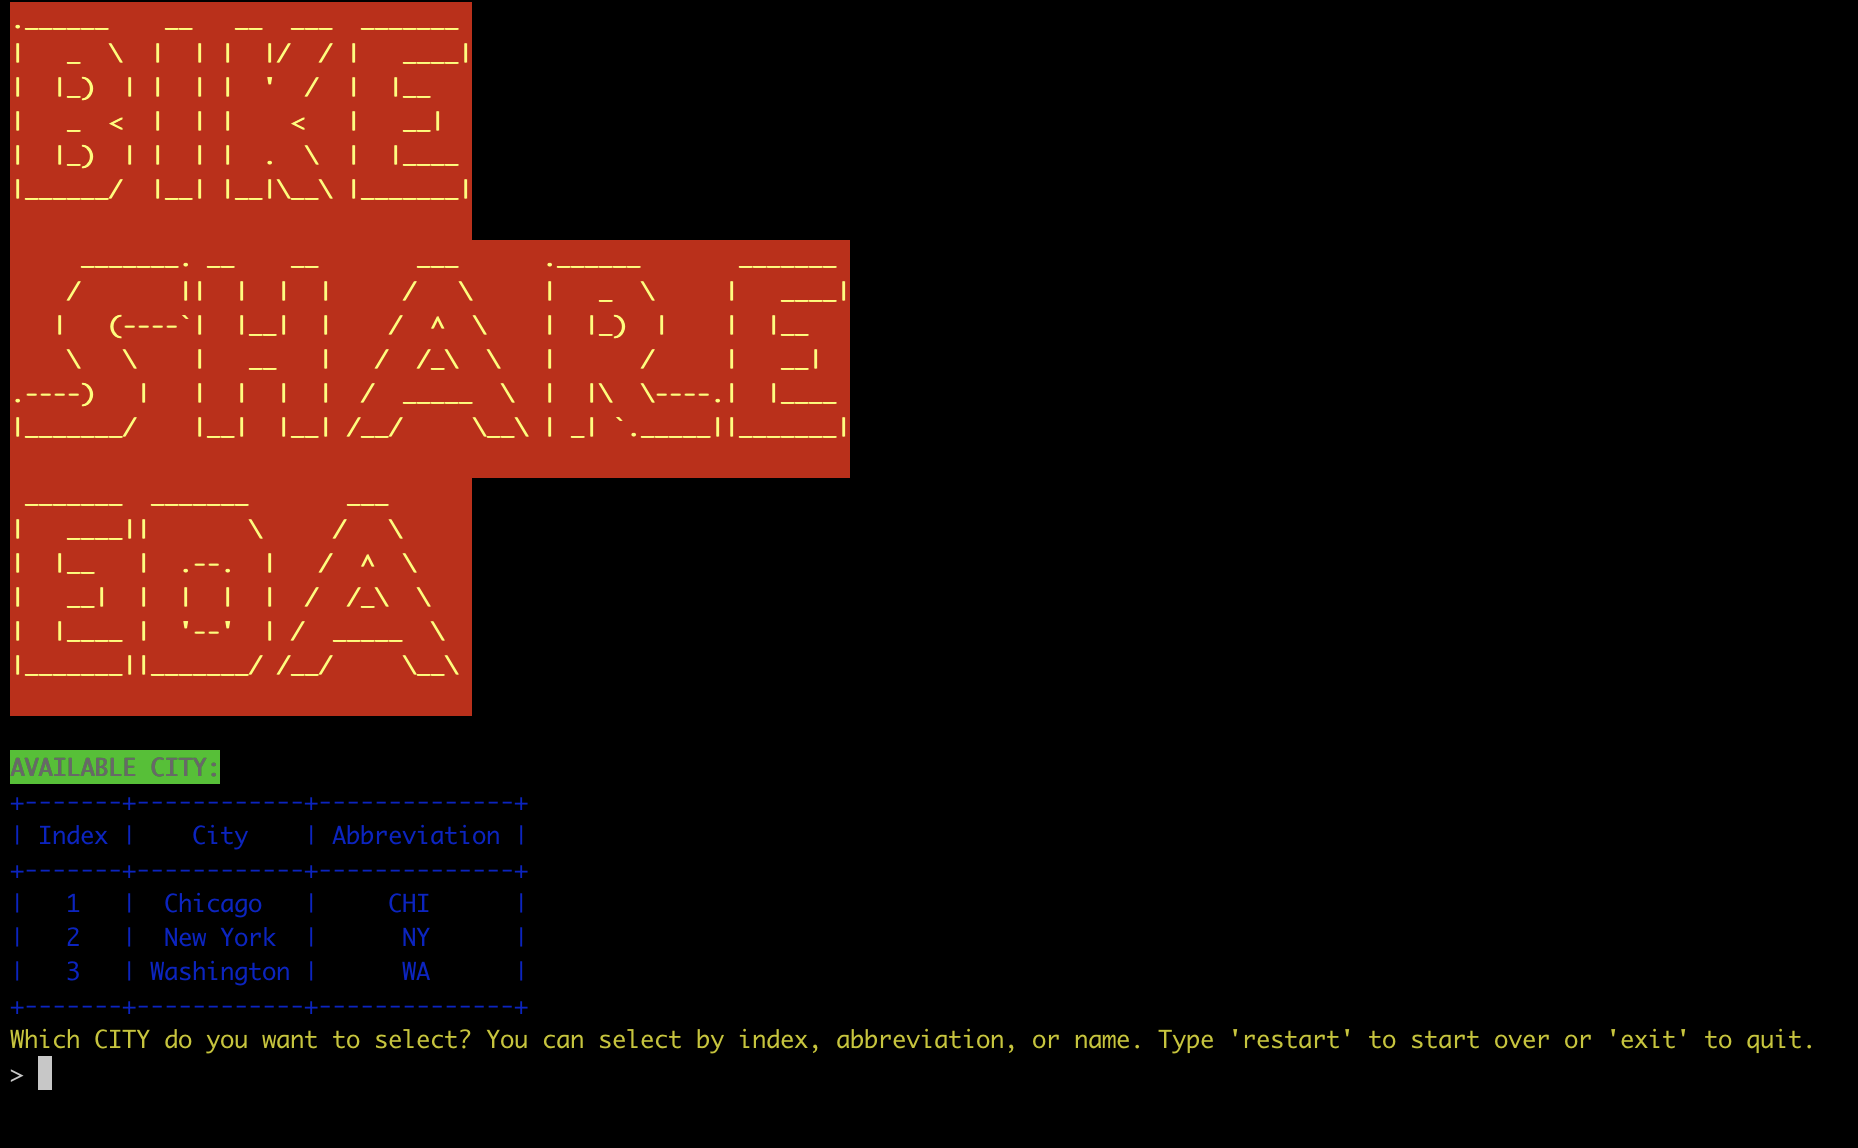 BIKE
SHARE
EDA
AVAILABLE CITY:
+-------+------------+--------------+
| Index |    City    | Abbreviation |
+-------+------------+--------------+
|   1   |  Chicago   |     CHI      |
|   2   |  New York  |      NY      |
|   3   | Washington |      WA      |
+-------+------------+--------------+
Which CITY do you want to select? You can select by index, abbreviation, or name. Type 'restart' to start over or 'exit' to quit.
>